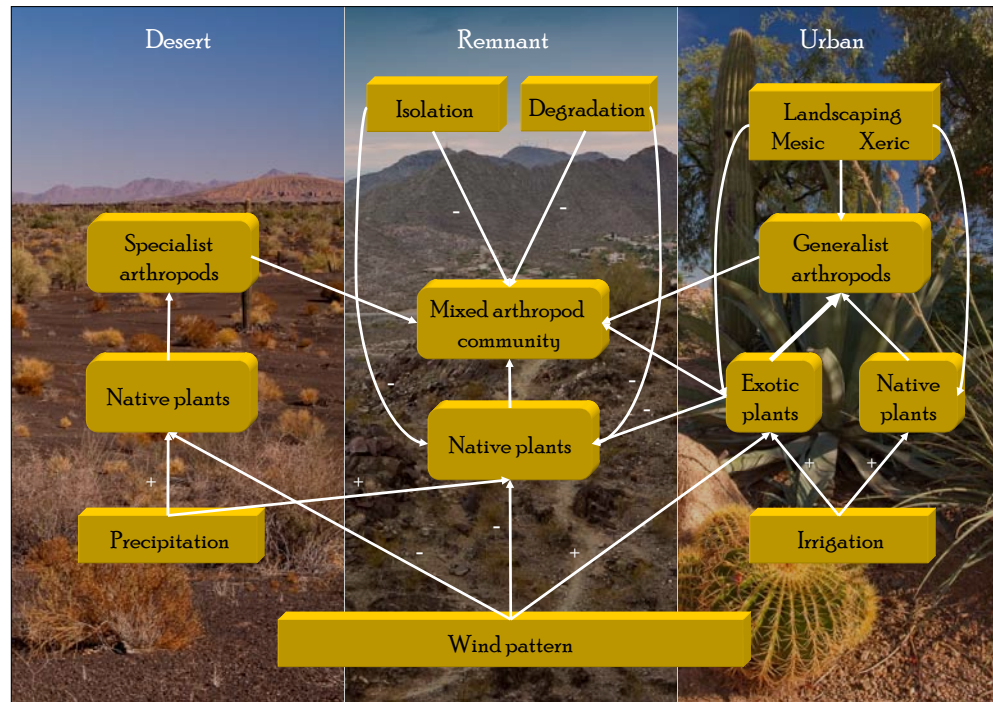 Desert
Remnant
Urban
Isolation
Degradation
Landscaping
Mesic Xeric
-
-
Specialist
arthropods
Generalist
arthropods
Mixed arthropod
community
-
-
Native plants
Exotic
plants
Native
plants
-
Native plants
+
+
+
+
Precipitation
-
Irrigation
-
+
Wind pattern